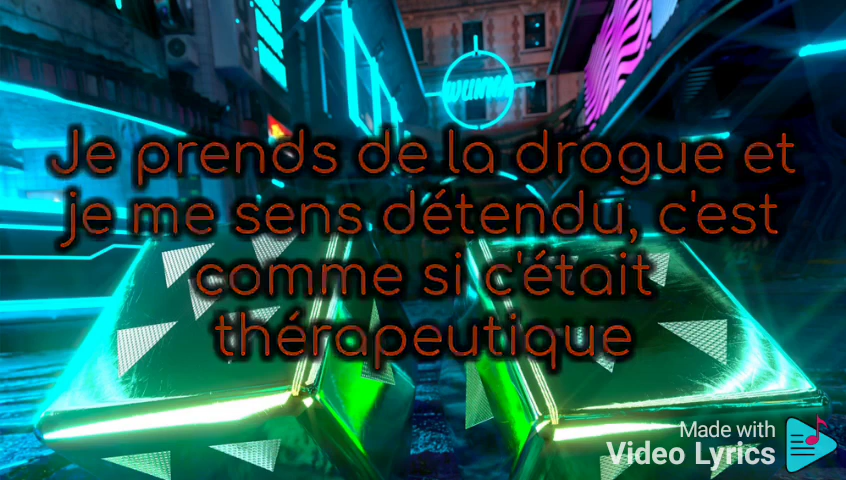 WUNNA
Je prends de la drogue et
je me sens détendu, c'est
comme si c'était
thérapeutique
Made with
Video Lyrics